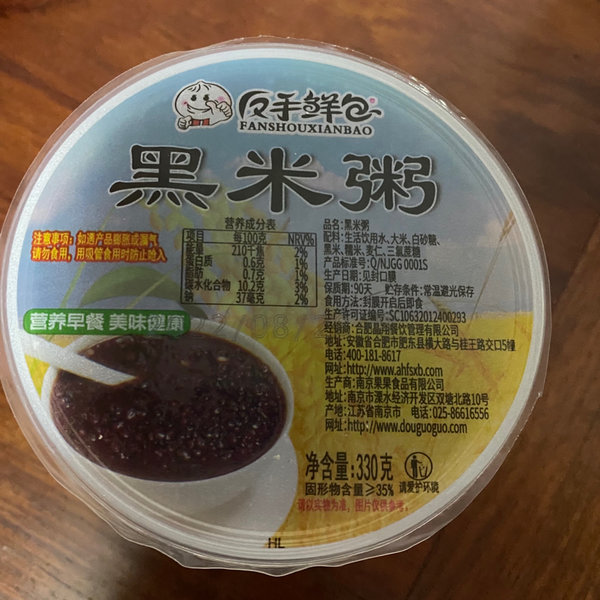 反手鲜包
FANSHOUXIANBAO
黑米粥
注意事项：如遇产品膨胀或漏气
请勿食用，用吸管食用时防止呛入
营养成分表
项目 每100克 NRV%
能量 210千焦 2%
蛋白质 0.6克 1%
脂肪 0.7克 1%
碳水化合物 10.2克 3%
钠 37毫克 2%
品名：黑米粥
配料：生活饮用水、大米、白砂糖、
黑米、糯米、麦仁、三氯蔗糖
产品标准号：Q/NJGG 0001S
生产日期：见封口膜
保质期：90天 贮存条件：常温避光保存
食用方法：封膜开启后即食
生产许可证编号：SC10632012400293
经销商：合肥晶翔餐饮管理有限公司
地址：安徽省合肥市肥东县横大路与桂王路交口5幢
电话：400-181-8617
网址：http://www.ahfsxb.com
生产商：南京果果食品有限公司
地址：南京市溧水经济开发区双塘北路10号
产地：江苏省南京市 电话：025-86616556
网址：http://www.douguoguo.com
营养早餐 美味健康
净含量：330克
固形物含量≥35%
请爱护环境
请以实物为准，图片仅供参考。
HL